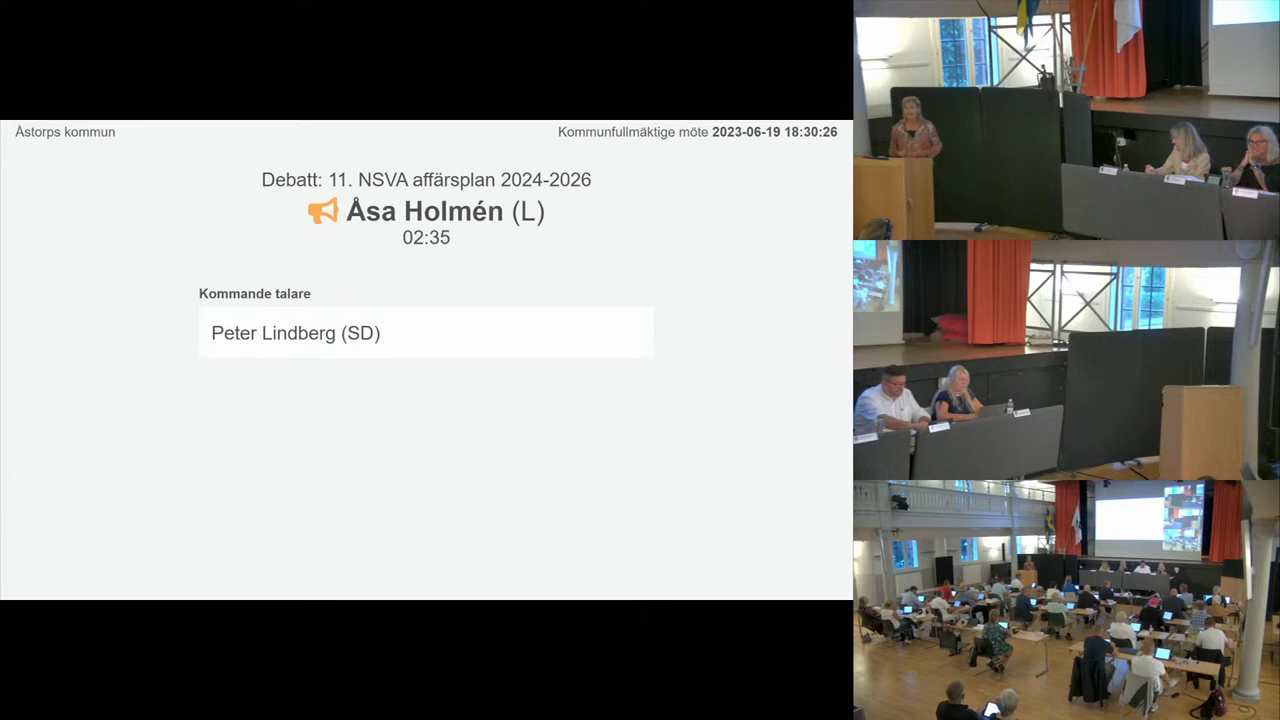 Åstorps kommun
Kommunfullmäktige möte 2023-06-19 18:30:26
Debatt: 11. NSVA affärsplan 2024-2026
Åsa Holmén (L)
02:35
Kommande talare
Peter Lindberg (SD)